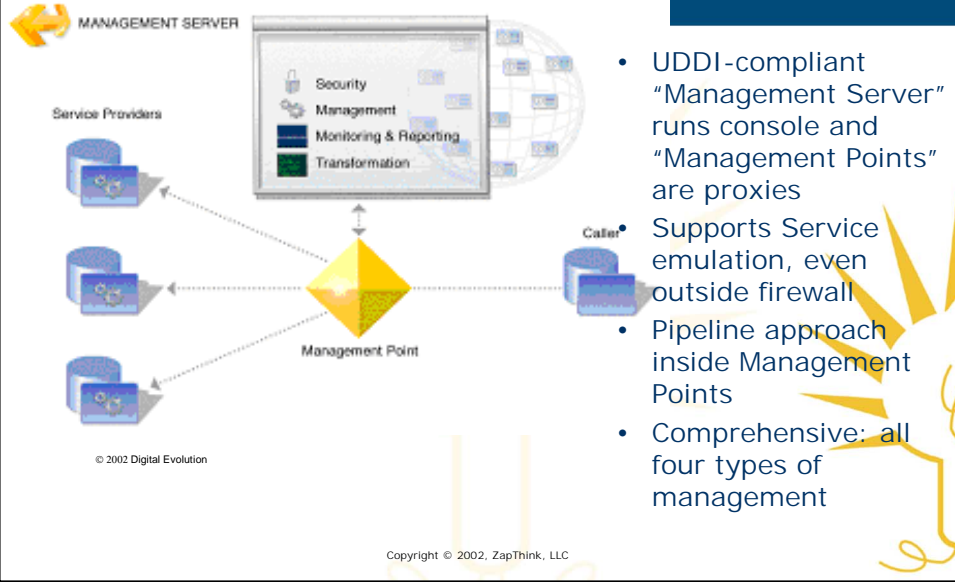 MANAGEMENT SERVER
Security
Management
Monitoring & Reporting
Transformation
Service Providers
Caller
Management Point
© 2002 Digital Evolution
• UDDI-compliant
“Management Server”
runs console and
“Management Points”
are proxies
• Supports Service
emulation, even
outside firewall
• Pipeline approach
inside Management
Points
• Comprehensive: all
four types of
management
Copyright © 2002, ZapThink, LLC